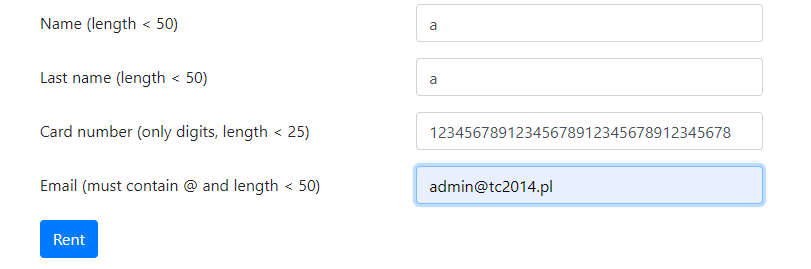 Name (length < 50) a
Last name (length < 50) a
Card number (only digits, length < 25) 12345678912345678912345678912345678
Email (must contain @ and length < 50) admin@tc2014.pl
Rent